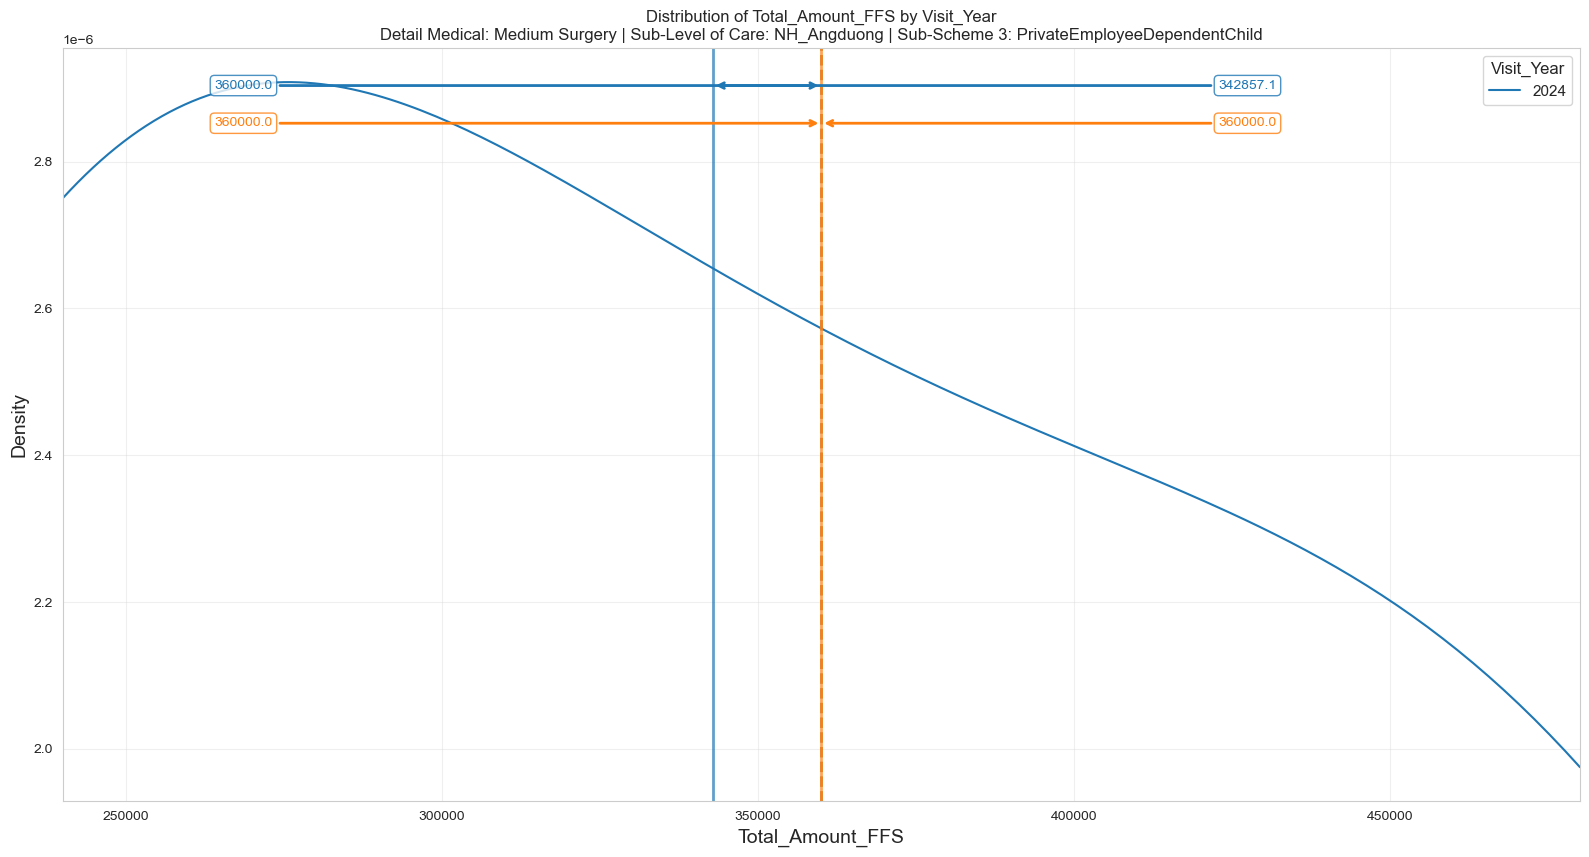 Distribution of Total_Amount_FFS by Visit_Year
Detail Medical: Medium Surgery | Sub-Level of Care: NH_Angduong | Sub-Scheme 3: PrivateEmployeeDependentChild
1e−6
Visit_Year
2024
360000.0
342857.1
360000.0
360000.0
2.8
2.6
2.4
2.2
2.0
Density
250000
300000
350000
400000
450000
Total_Amount_FFS